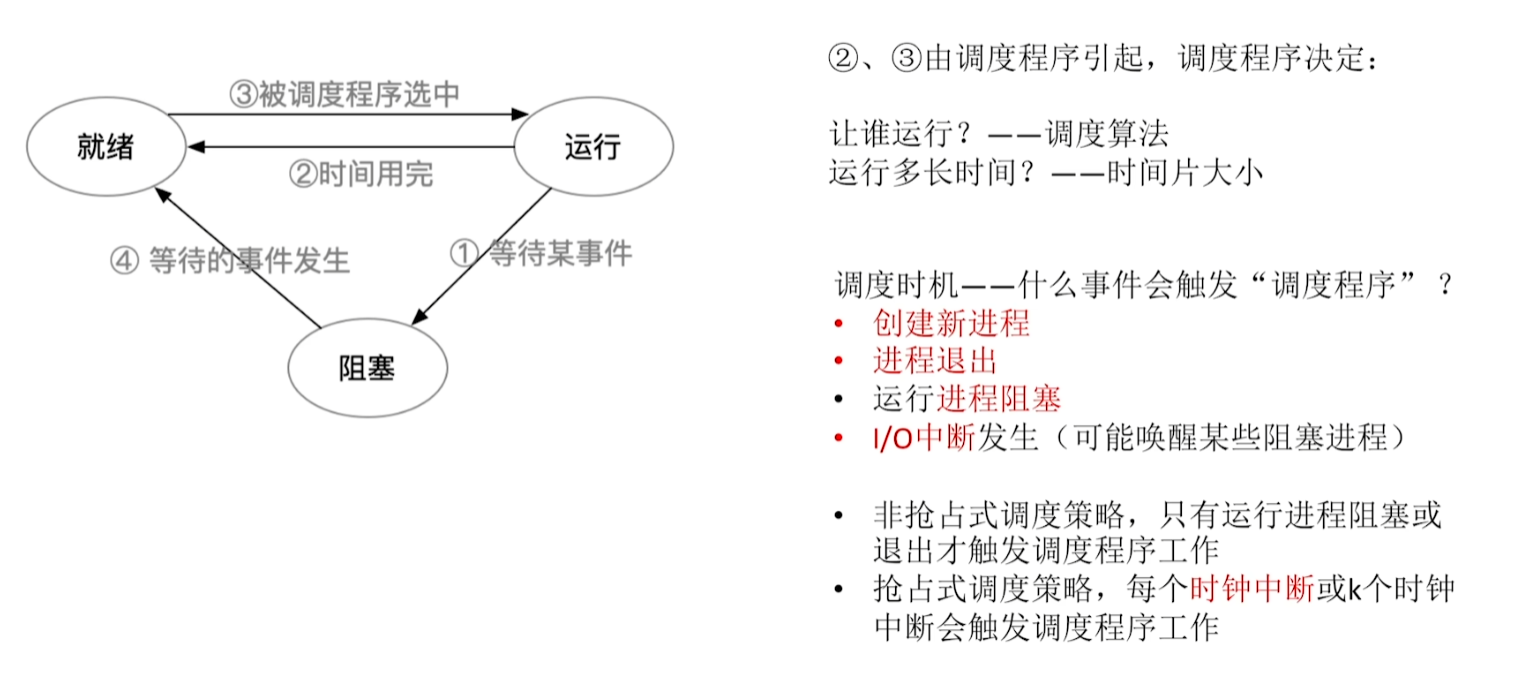 ③被调度程序选中
就绪
运行
②时间用完
④ 等待的事件发生
① 等待某事件
阻塞
②、③由调度程序引起，调度程序决定：
让谁运行？——调度算法
运行多长时间？——时间片大小
调度时机——什么事件会触发“调度程序”？
• 创建新进程
• 进程退出
• 运行进程阻塞
• I/O中断发生（可能唤醒某些阻塞进程）
• 非抢占式调度策略，只有运行进程阻塞或
退出才触发调度程序工作
• 抢占式调度策略，每个时钟中断或k个时钟
中断会触发调度程序工作